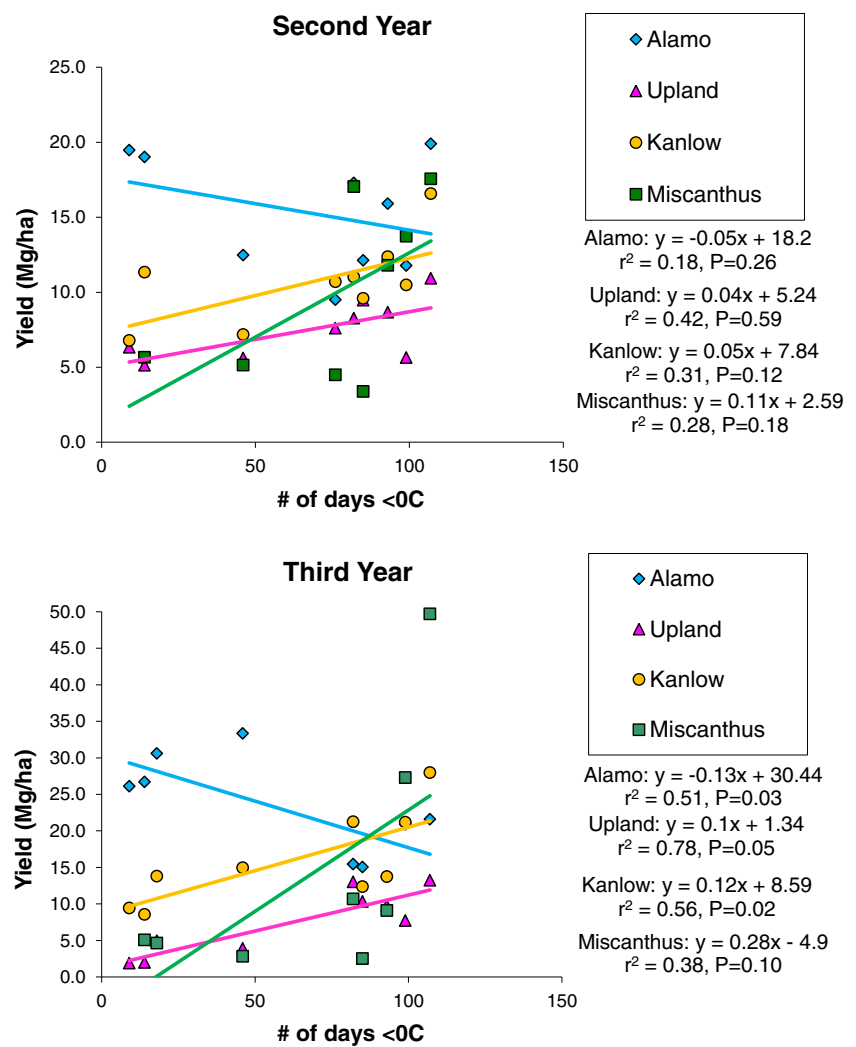 Second Year
25.0
20.0
15.0
10.0
5.0
0.0
Yield (Mg/ha)
0 50 100 150
# of days <0C
Alamo
Upland
Kanlow
Miscanthus
Alamo: y = -0.05x + 18.2
r² = 0.18, P=0.26
Upland: y = 0.04x + 5.24
r² = 0.42, P=0.59
Kanlow: y = 0.05x + 7.84
r² = 0.31, P=0.12
Miscanthus: y = 0.11x + 2.59
r² = 0.28, P=0.18
Third Year
50.0
45.0
40.0
35.0
30.0
25.0
20.0
15.0
10.0
5.0
0.0
Yield (Mg/ha)
0 50 100 150
# of days <0C
Alamo
Upland
Kanlow
Miscanthus
Alamo: y = -0.13x + 30.44
r² = 0.51, P=0.03
Upland: y = 0.1x + 1.34
r² = 0.78, P=0.05
Kanlow: y = 0.12x + 8.59
r² = 0.56, P=0.02
Miscanthus: y = 0.28x - 4.9
r² = 0.38, P=0.10